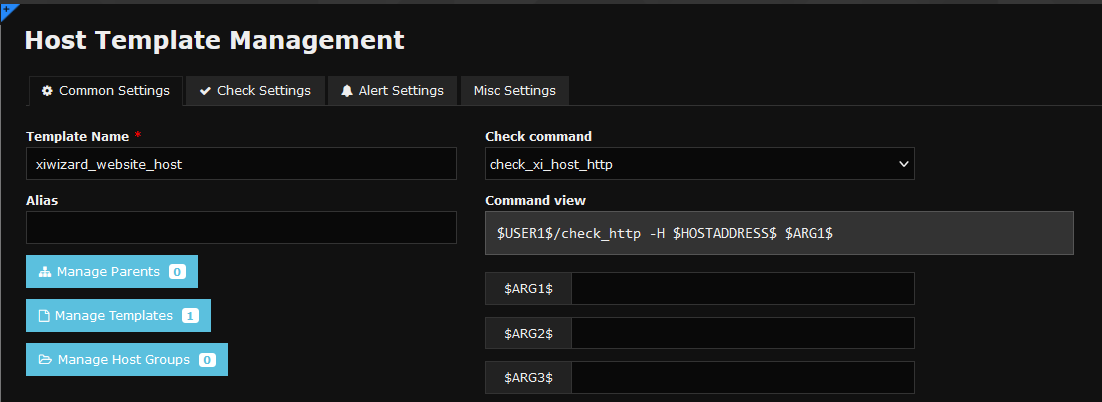 Host Template Management
Common Settings
Check Settings
Alert Settings
Misc Settings
Template Name *
xiwizard_website_host
Alias
Manage Parents 0
Manage Templates 1
Manage Host Groups 0
Check command
check_xi_host_http
Command view
$USER1$/check_http -H $HOSTADDRESS$ $ARG1$
$ARG1$
$ARG2$
$ARG3$